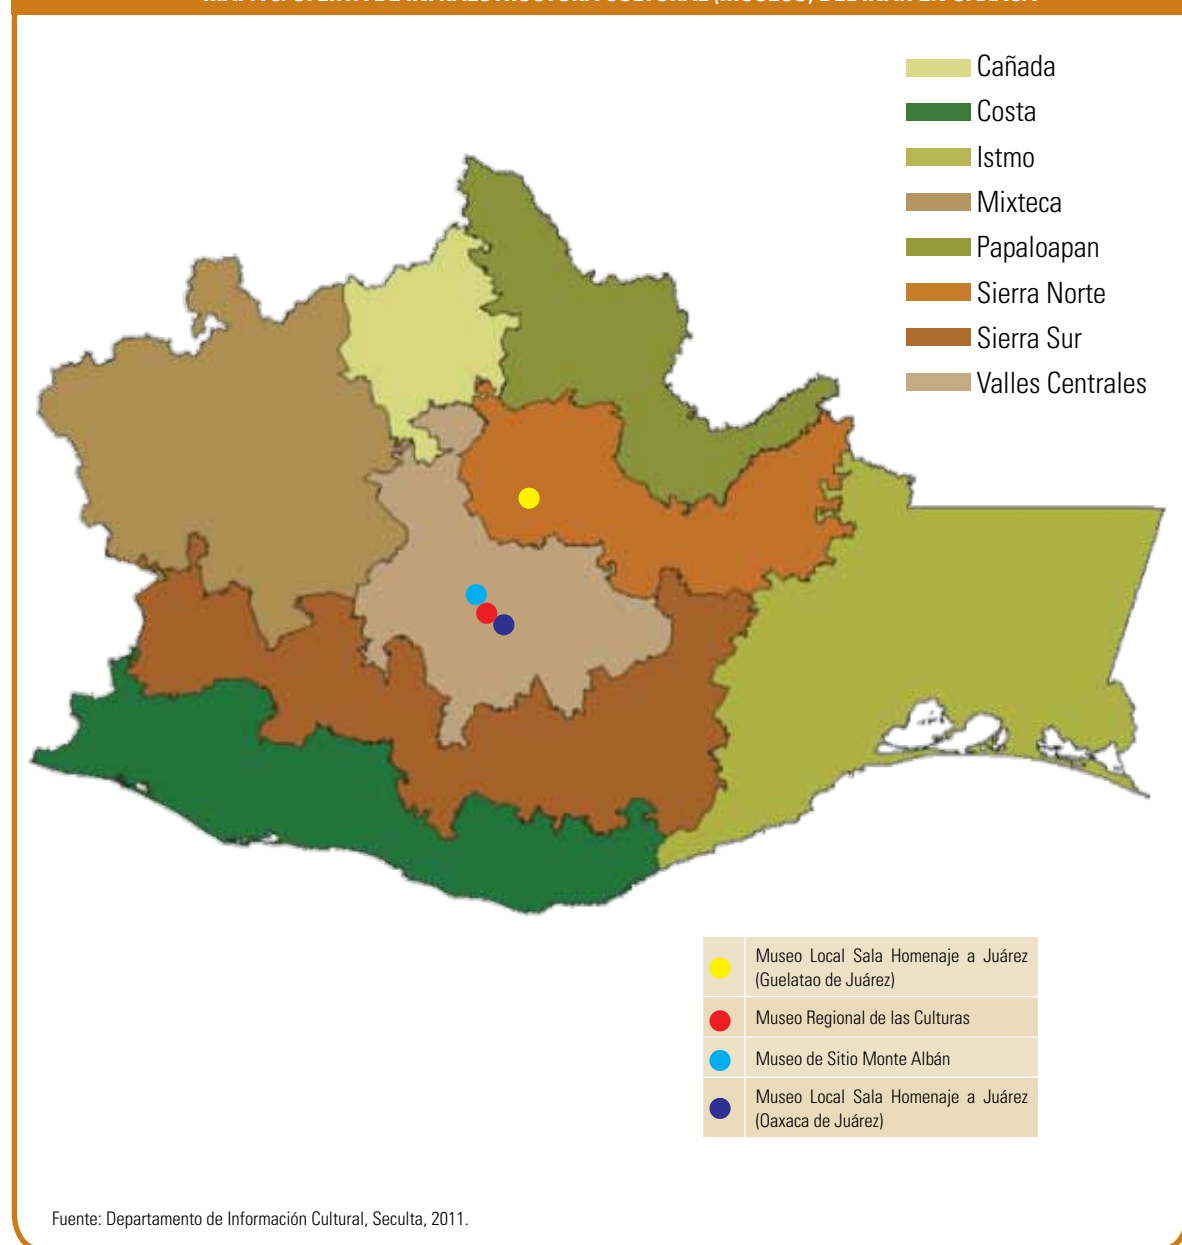 Cañada
Costa
Istmo
Mixteca
Papaloapan
Sierra Norte
Sierra Sur
Valles Centrales
Museo Local Sala Homenaje a Juárez
(Guelatao de Juárez)
Museo Regional de las Culturas
Museo de Sitio Monte Albán
Museo Local Sala Homenaje a Juárez
(Oaxaca de Juárez)
Fuente: Departamento de Información Cultural, Seculta, 2011.